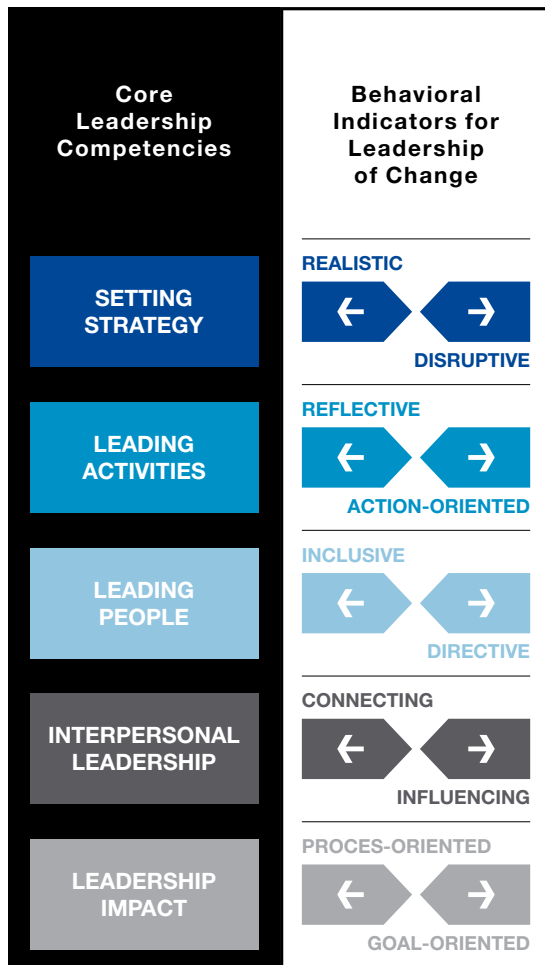 Core
Leadership
Competencies
Behavioral
Indicators for
Leadership
of Change
SETTING
STRATEGY
REALISTIC
DISRUPTIVE
LEADING
ACTIVITIES
REFLECTIVE
ACTION-ORIENTED
LEADING
PEOPLE
INCLUSIVE
DIRECTIVE
INTERPERSONAL
LEADERSHIP
CONNECTING
INFLUENCING
LEADERSHIP
IMPACT
PROCES-ORIENTED
GOAL-ORIENTED